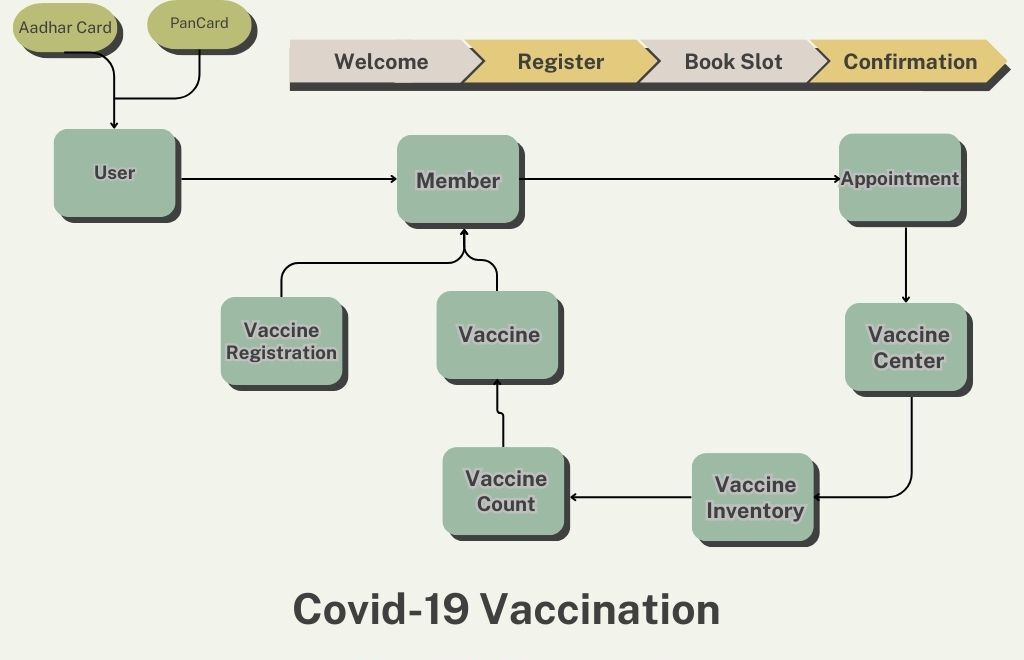 Aadhar Card
PanCard
Welcome
Register
Book Slot
Confirmation
User
Member
Appointment
Vaccine
Registration
Vaccine
Vaccine
Center
Vaccine
Count
Vaccine
Inventory
Covid-19 Vaccination